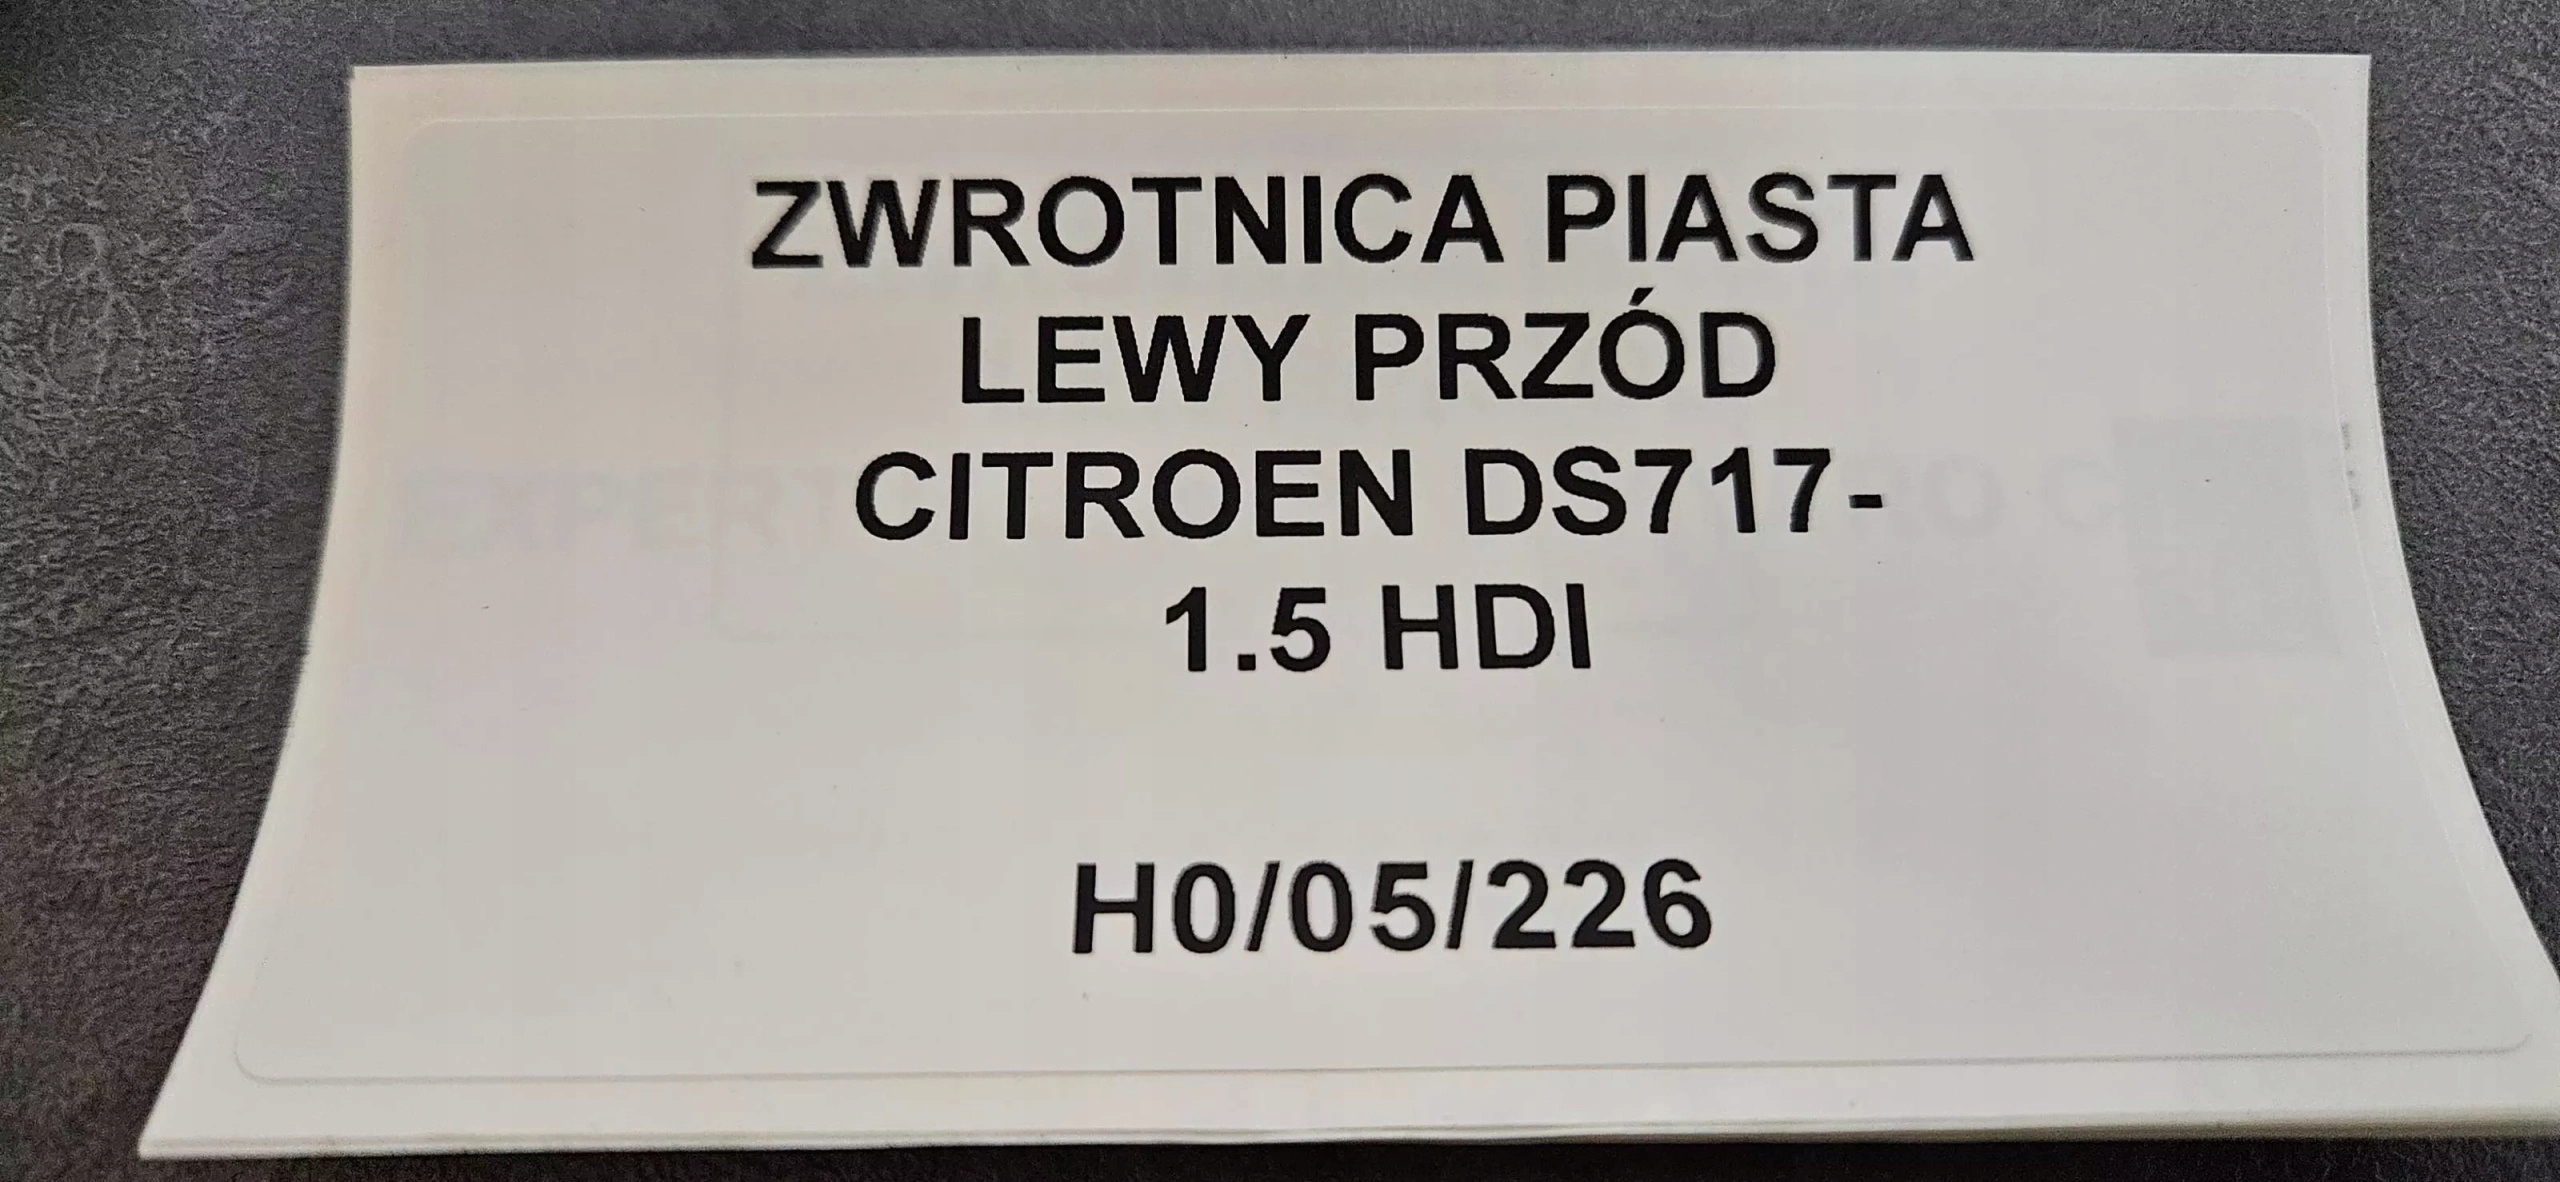 ZWROTNICA PIASTA
LEWY PRZÓD
CITROEN DS717-
1.5 HDI
H0/05/226